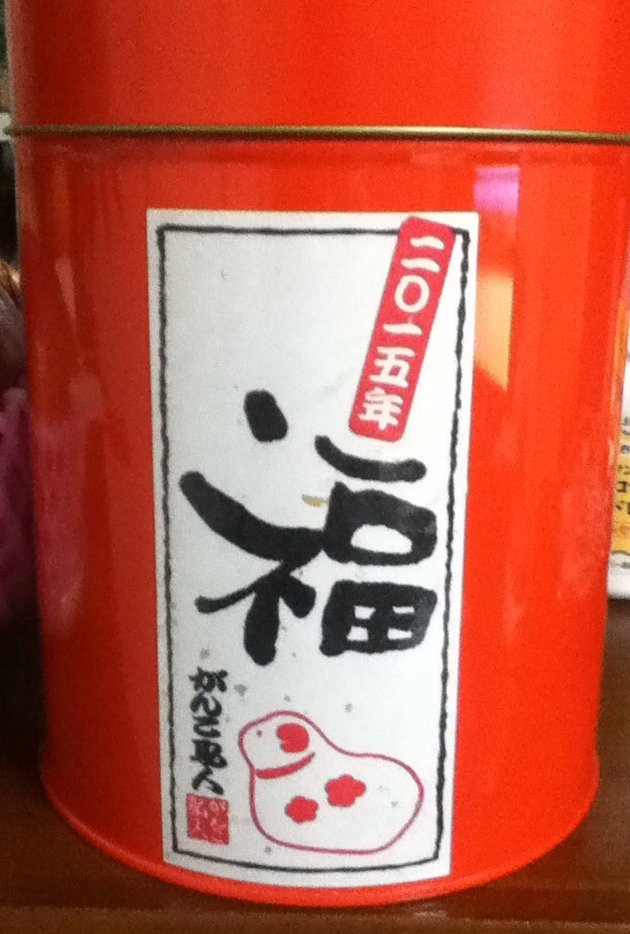 二〇一五年
福
がんこ職人